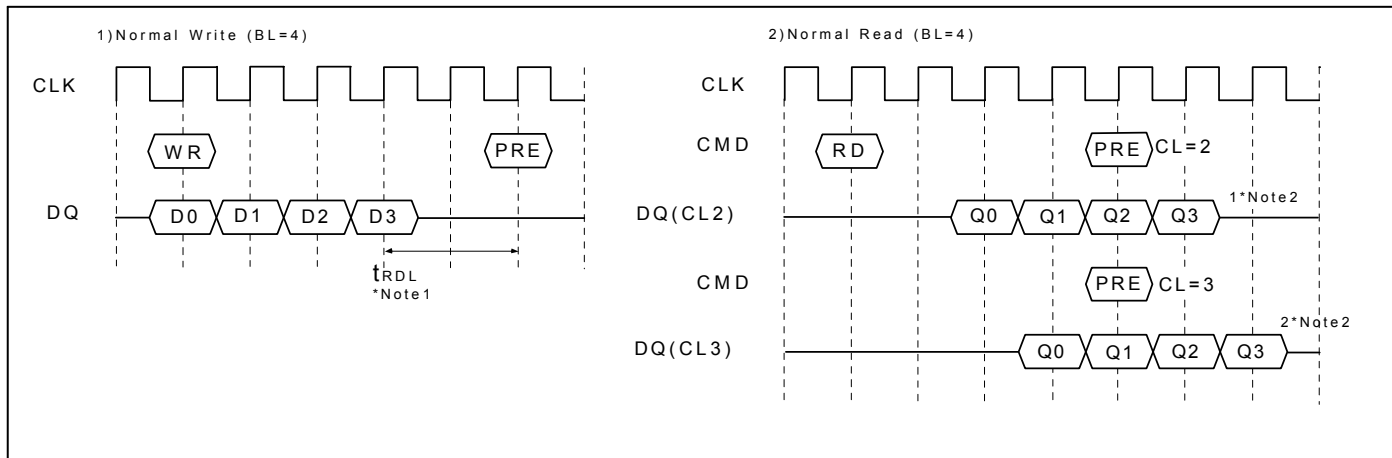 1)Normal Write (BL=4)
CLK
WR
PRE
DQ
D0 D1 D2 D3
tRDL
*Note1
2)Normal Read (BL=4)
CLK
CMD
RD
PRE CL=2
DQ(CL2)
Q0 Q1 Q2 Q3
1*Note2
CMD
PRE CL=3
DQ(CL3)
Q0 Q1 Q2 Q3
2*Note2